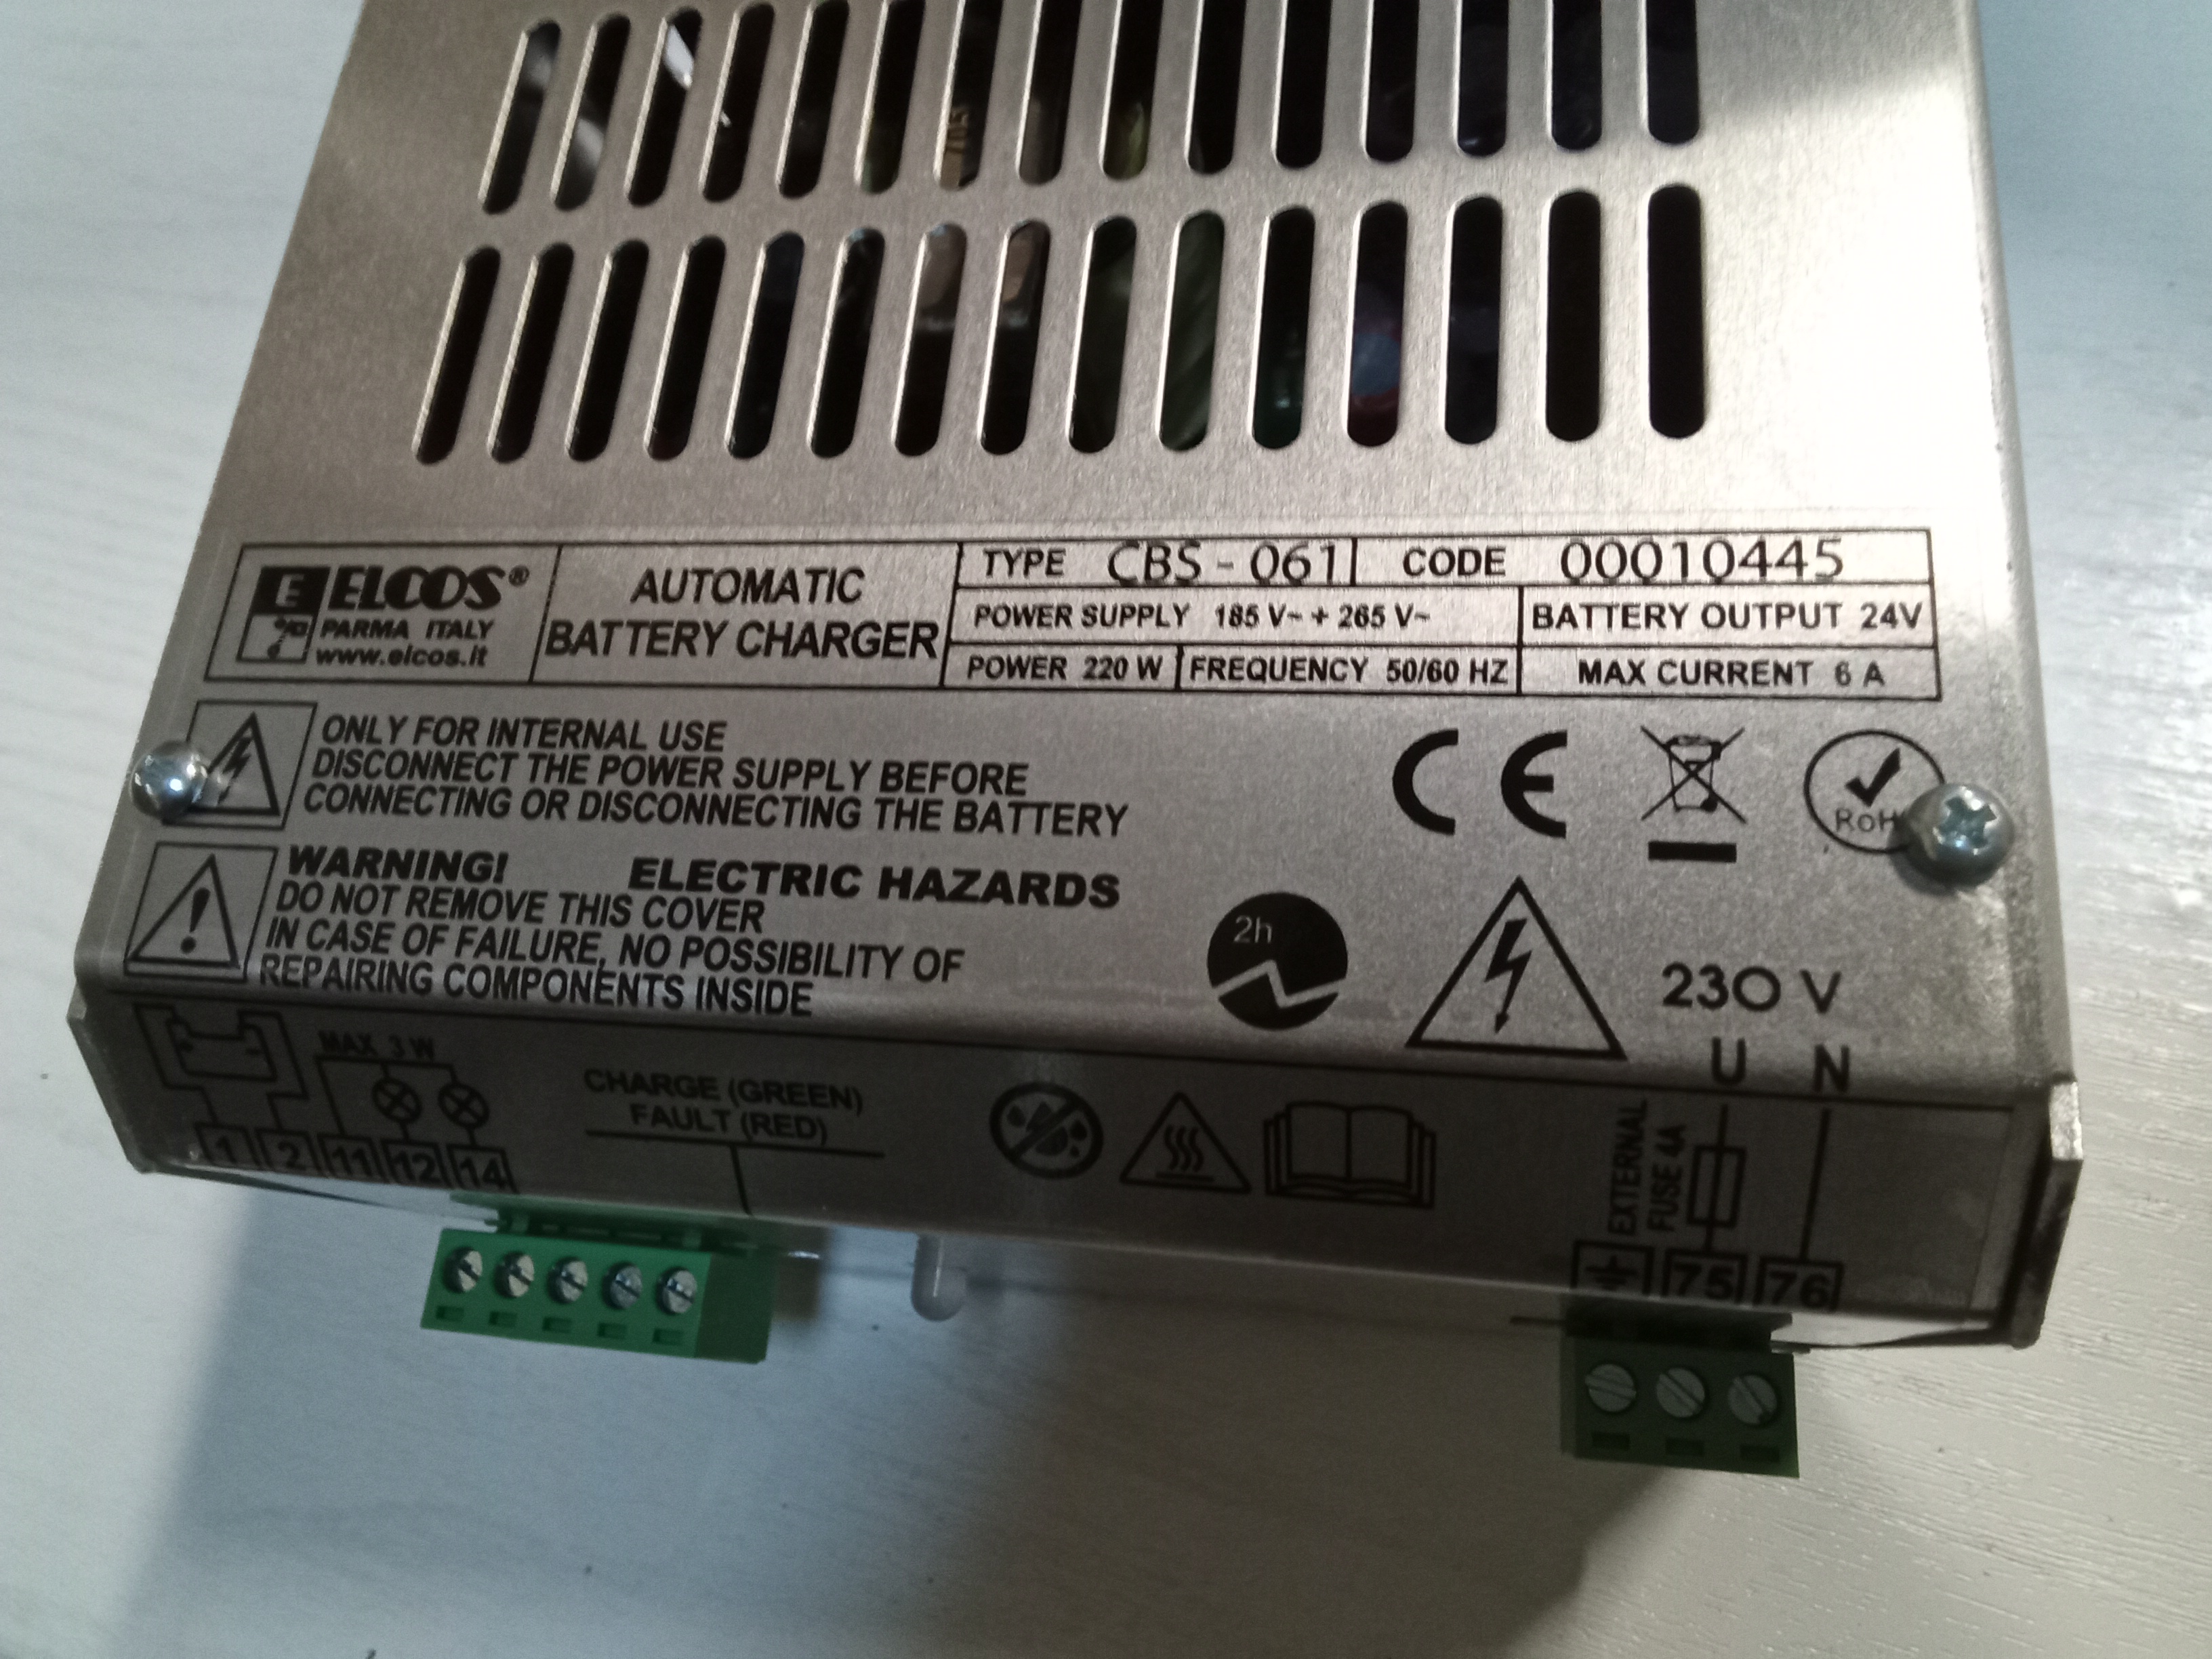 E ELCOS®
PARMA ITALY
www.elcos.it
AUTOMATIC
BATTERY CHARGER
TYPE CBS - 061 CODE 00010445
POWER SUPPLY 185 V~ + 265 V~ BATTERY OUTPUT 24V
POWER 220 W FREQUENCY 50/60 HZ MAX CURRENT 6 A
ONLY FOR INTERNAL USE
DISCONNECT THE POWER SUPPLY BEFORE
CONNECTING OR DISCONNECTING THE BATTERY
CE
RoH
WARNING! ELECTRIC HAZARDS
DO NOT REMOVE THIS COVER
IN CASE OF FAILURE, NO POSSIBILITY OF
REPAIRING COMPONENTS INSIDE
2h
230 V
U N
MAX 3 W
CHARGE (GREEN)
FAULT (RED)
1 2 11 12 14
EXTERNAL
FUSE 4A
75 76